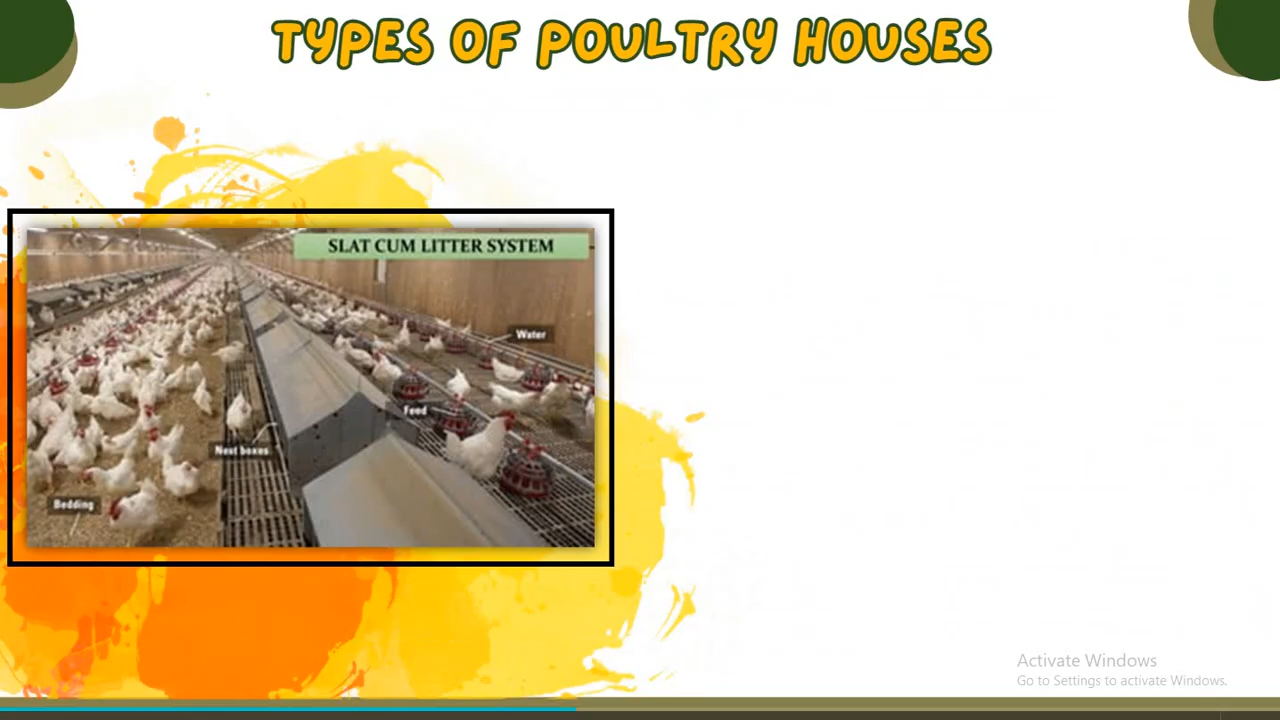 TYPES OF POULTRY HOUSES
SLAT CUM LITTER SYSTEM
Water
Feed
Nest boxes
Bedding
Activate Windows
Go to Settings to activate Windows.